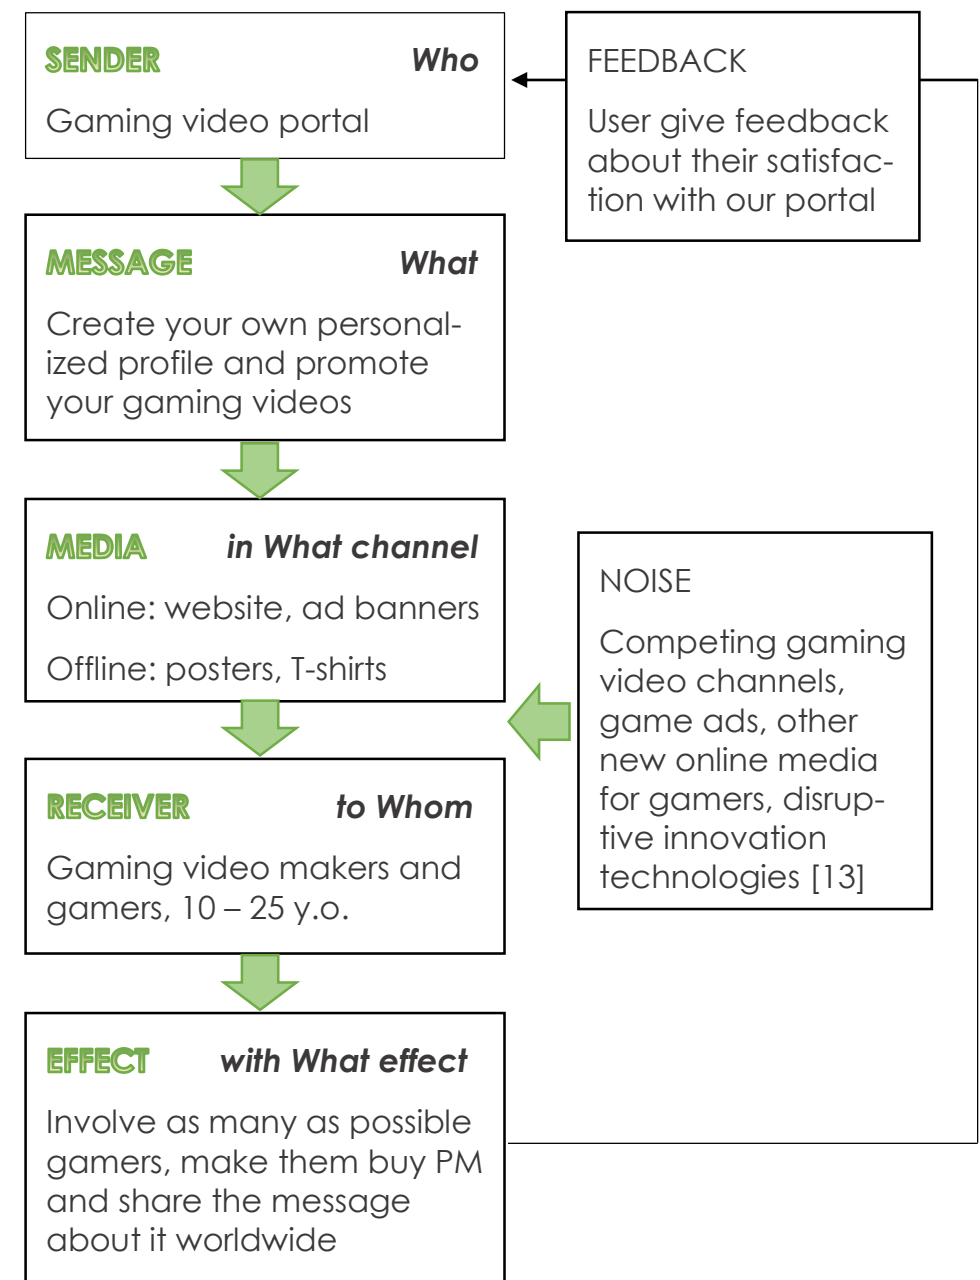 SENDER Who
Gaming video portal
FEEDBACK
User give feedback
about their satisfac-
tion with our portal
MESSAGE What
Create your own personal-
ized profile and promote
your gaming videos
MEDIA in What channel
Online: website, ad banners
Offline: posters, T-shirts
NOISE
Competing gaming
video channels,
game ads, other
new online media
for gamers, disrup-
tive innovation
technologies [13]
RECEIVER to Whom
Gaming video makers and
gamers, 10 – 25 y.o.
EFFECT with What effect
Involve as many as possible
gamers, make them buy PM
and share the message
about it worldwide